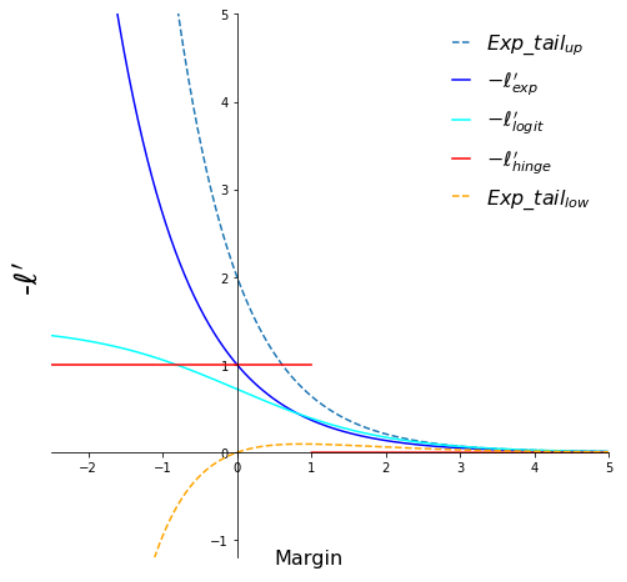 5
4
3
2
1
0
−1
−2
−1
0
1
2
3
4
5
-ℓ′
Margin
Exp_tail_up
−ℓ′_exp
−ℓ′_logit
−ℓ′_hinge
Exp_tail_low